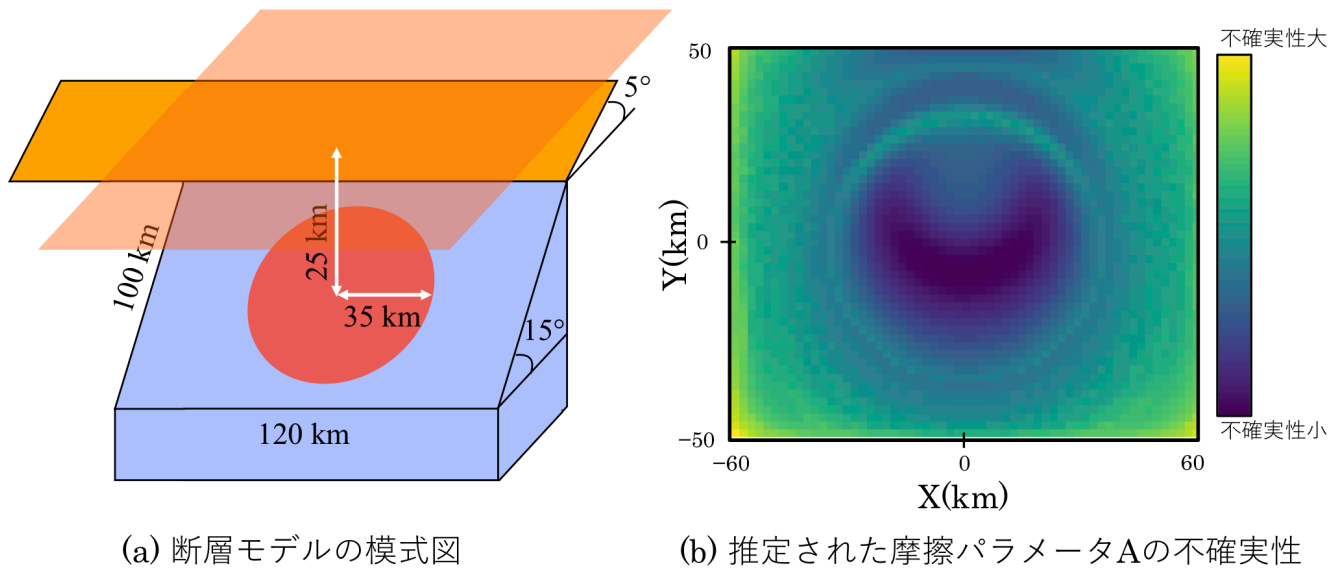 5°
100 km
25 km
35 km
15°
120 km
(a) 断層モデルの模式図
不確実性大
50
Y(km)
0
−50
−60
0
60
X(km)
不確実性小
(b) 推定された摩擦パラメータAの不確実性